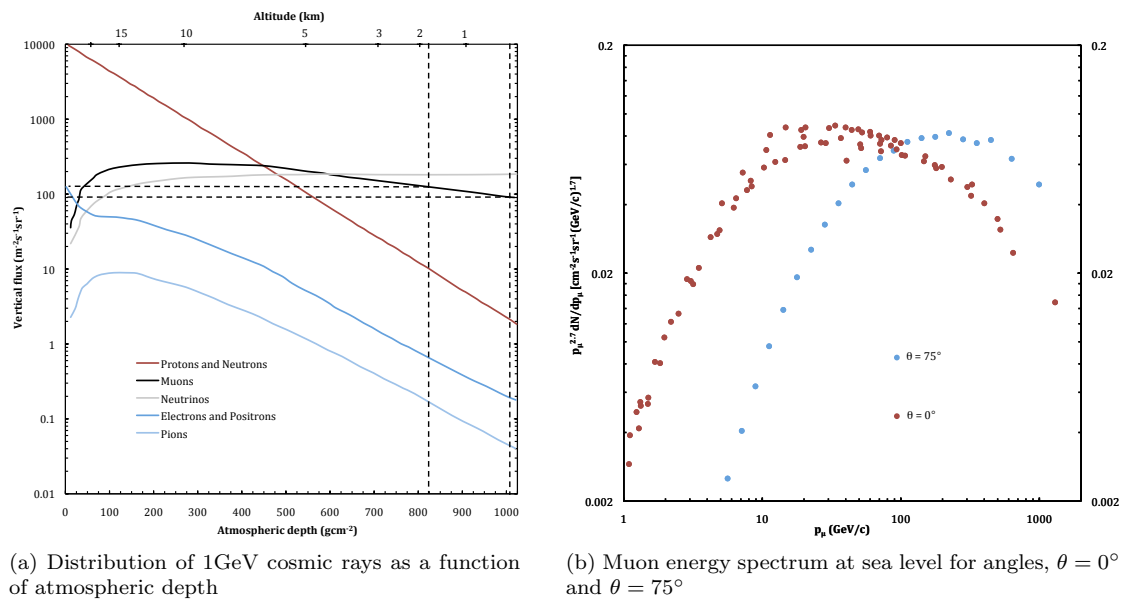 Altitude (km)
15 10 5 3 2 1
10000
1000
100
10
1
0.1
0.01
Vertical flux (m⁻²s⁻¹sr⁻¹)
Protons and Neutrons
Muons
Neutrinos
Electrons and Positrons
Pions
0 100 200 300 400 500 600 700 800 900 1000
Atmospheric depth (gcm⁻²)
(a) Distribution of 1GeV cosmic rays as a function
of atmospheric depth
0.2 0.2
0.02 0.02
0.002 0.002
pμ²·⁷ dN/dpμ [cm⁻²s⁻¹sr⁻¹(GeV/c)¹·⁷]
θ = 75°
θ = 0°
1 10 100 1000
pμ (GeV/c)
(b) Muon energy spectrum at sea level for angles, θ = 0°
and θ = 75°